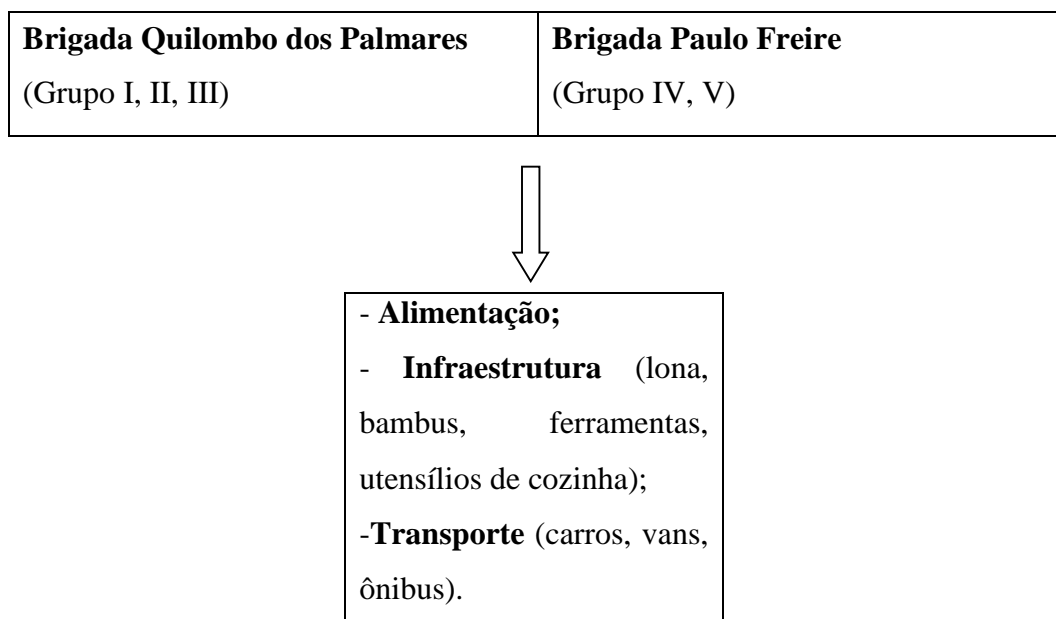 Brigada Quilombo dos Palmares
(Grupo I, II, III)
Brigada Paulo Freire
(Grupo IV, V)
- Alimentação;
- Infraestrutura (lona,
bambus, ferramentas,
utensílios de cozinha);
-Transporte (carros, vans,
ônibus).